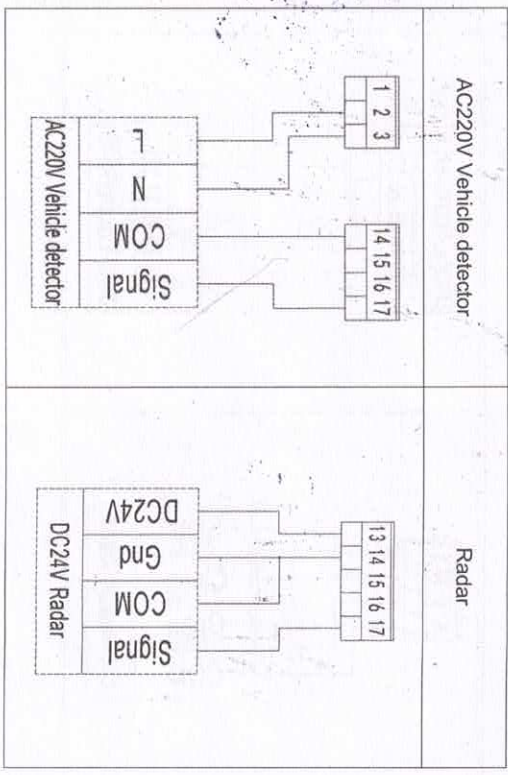 AC220V Vehicle detector
1 2 3
14 15 16 17
L
N
COM
Signal
AC220V Vehicle detector
Radar
13 14 15 16 17
DC24V
Gnd
COM
Signal
DC24V Radar